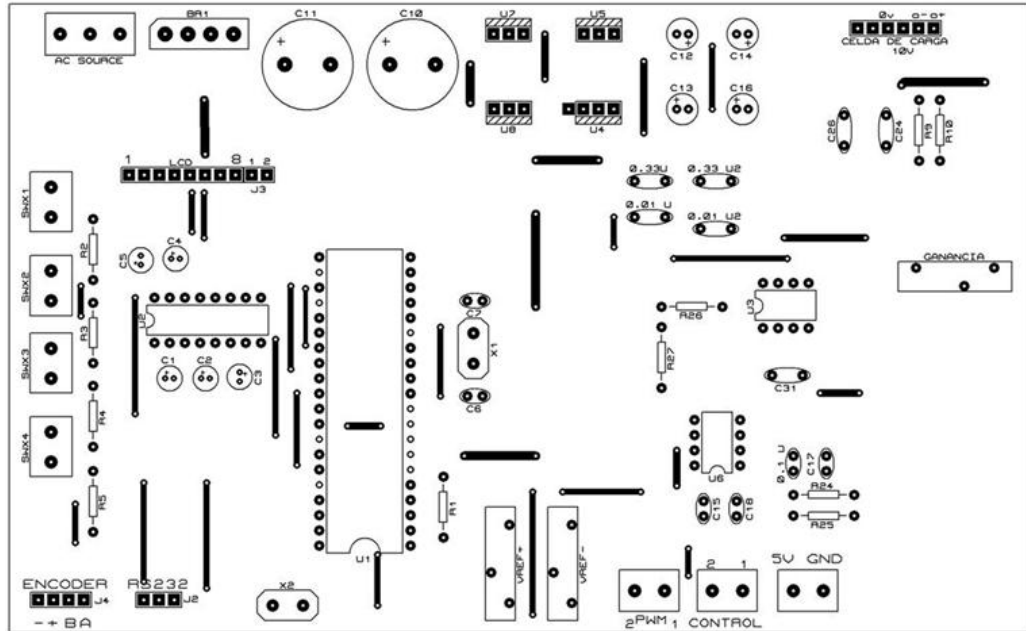 BR1
C11
C10
U7
U5
0v o-o+
AC SOURCE
C12
C14
CELDA DE CARGA
10V
C13
C16
U8
U4
C26
C24
R9
R10
1 LCD 8 1 2
J3
0.33U
0.33 U2
0.01 U
0.01 U2
SWX1
R2
C5
C4
GANANCIA
SWX2
U2
C7
R26
U3
R3
X1
R27
SWX3
C1
C2
C3
C6
C31
R4
SWX4
U6
0.1 U
C17
R24
R5
R1
C15
C18
R25
VREF+
VREF-
U1
2 1
5V GND
ENCODER
RS232
X2
J4
J2
- + B A
2 PWM 1
CONTROL